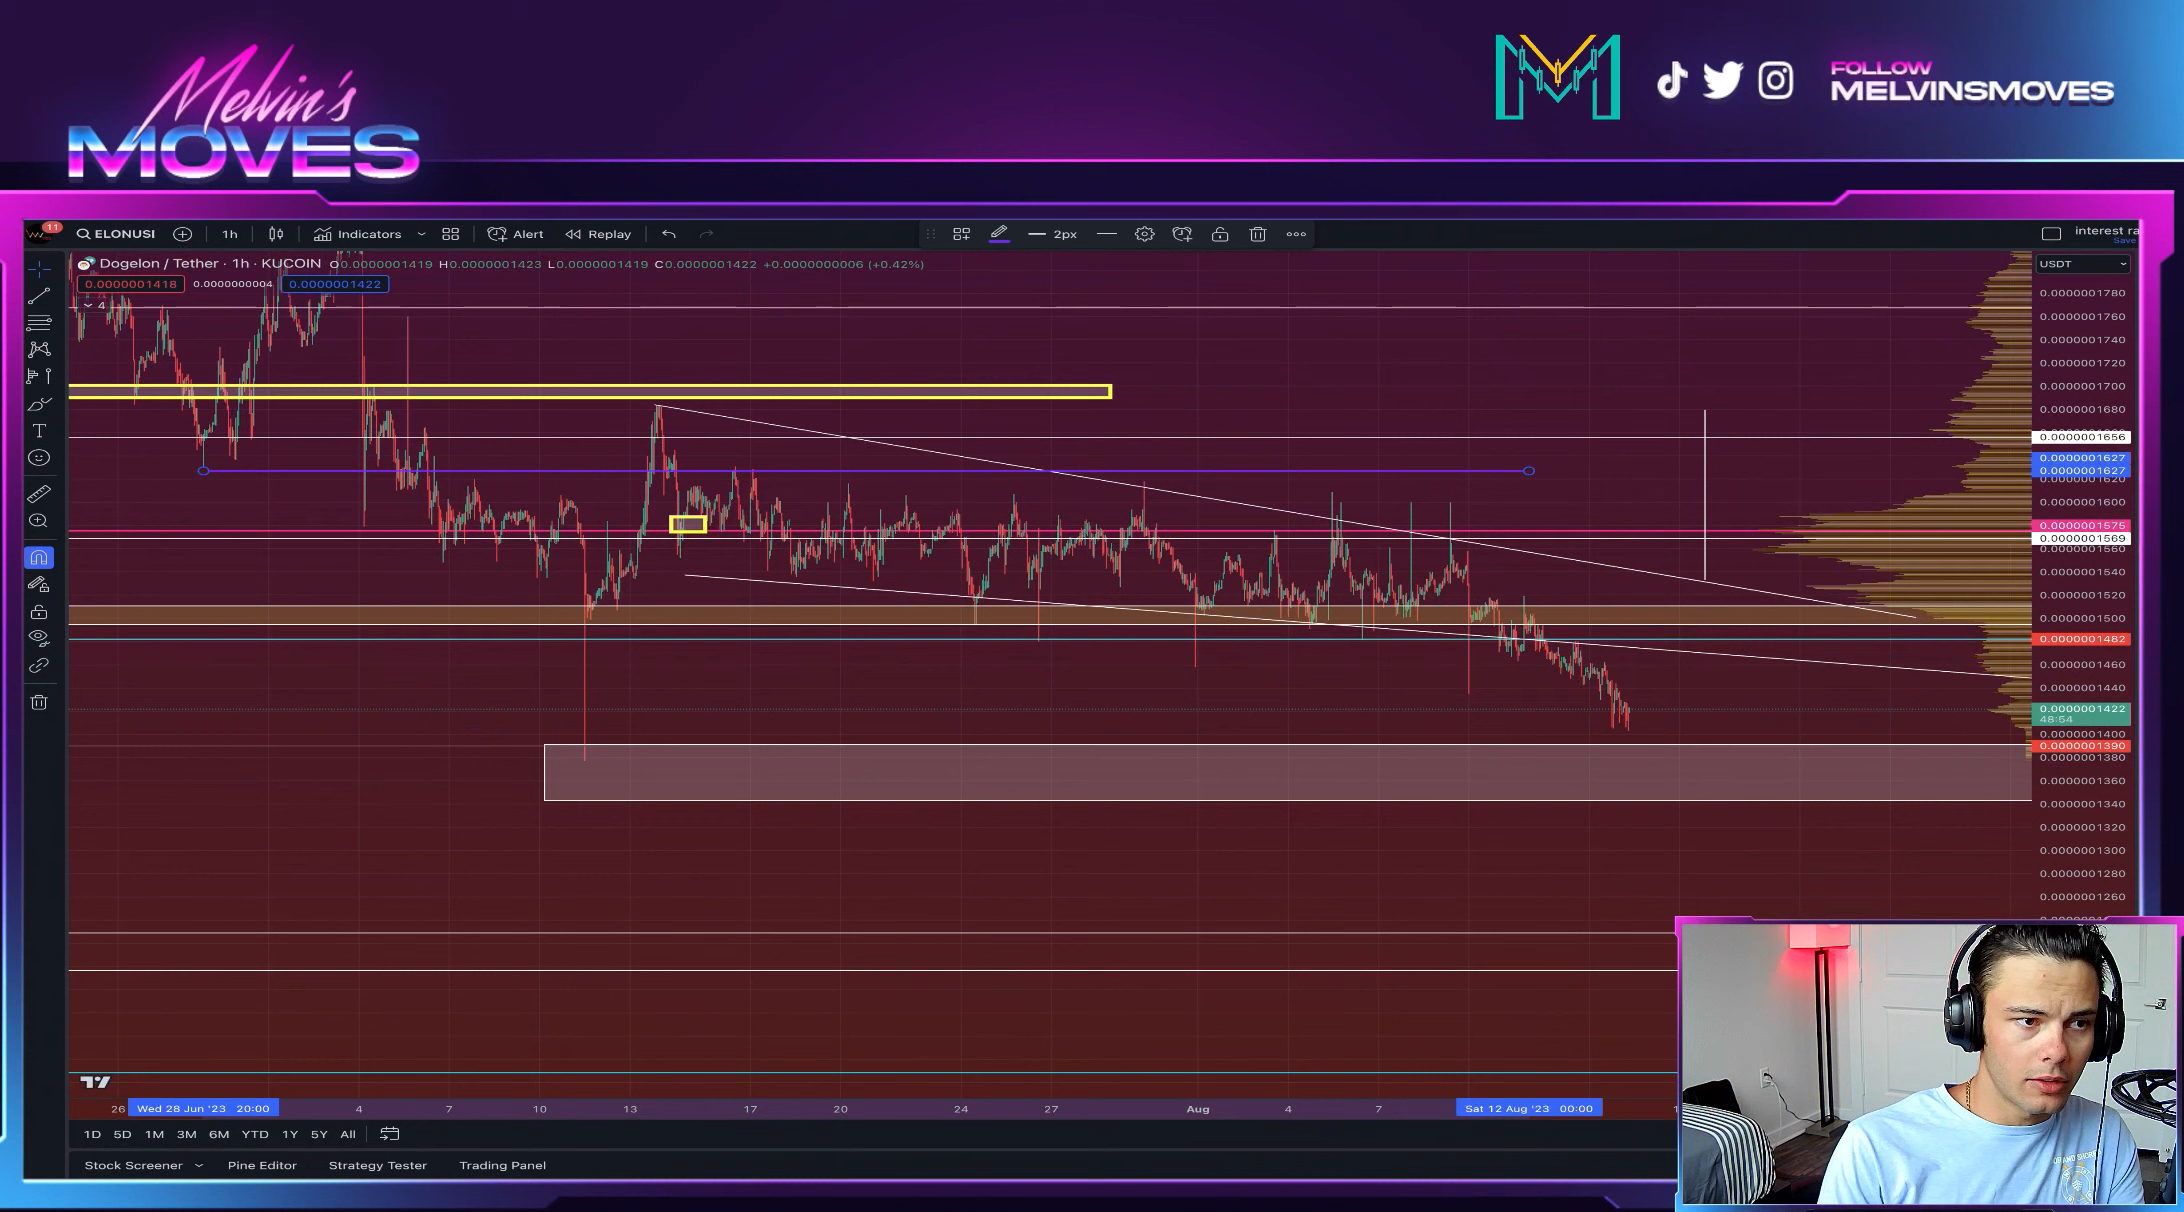 Melvin's
MOVES
FOLLOW
MELVINSMOVES
11
ELONUSI
1h
Indicators
Alert
Replay
2px
interest ra
Save
Dogelon / Tether · 1h · KUCOIN O0.0000001419 H0.0000001423 L0.0000001419 C0.0000001422 +0.0000000006 (+0.42%)
0.0000001418 0.0000000004 0.0000001422
4
USDT
0.0000001780
0.0000001760
0.0000001740
0.0000001720
0.0000001700
0.0000001680
0.0000001656
0.0000001627
0.0000001627
0.0000001620
0.0000001600
0.0000001575
0.0000001569
0.0000001560
0.0000001540
0.0000001520
0.0000001500
0.0000001482
0.0000001460
0.0000001440
0.0000001422
48:54
0.0000001400
0.0000001390
0.0000001380
0.0000001360
0.0000001340
0.0000001320
0.0000001300
0.0000001280
0.0000001260
26 Wed 28 Jun '23 20:00 4 7 10 13 17 20 24 27 Aug 4 7 Sat 12 Aug '23 00:00
1D 5D 1M 3M 6M YTD 1Y 5Y All
Stock Screener Pine Editor Strategy Tester Trading Panel